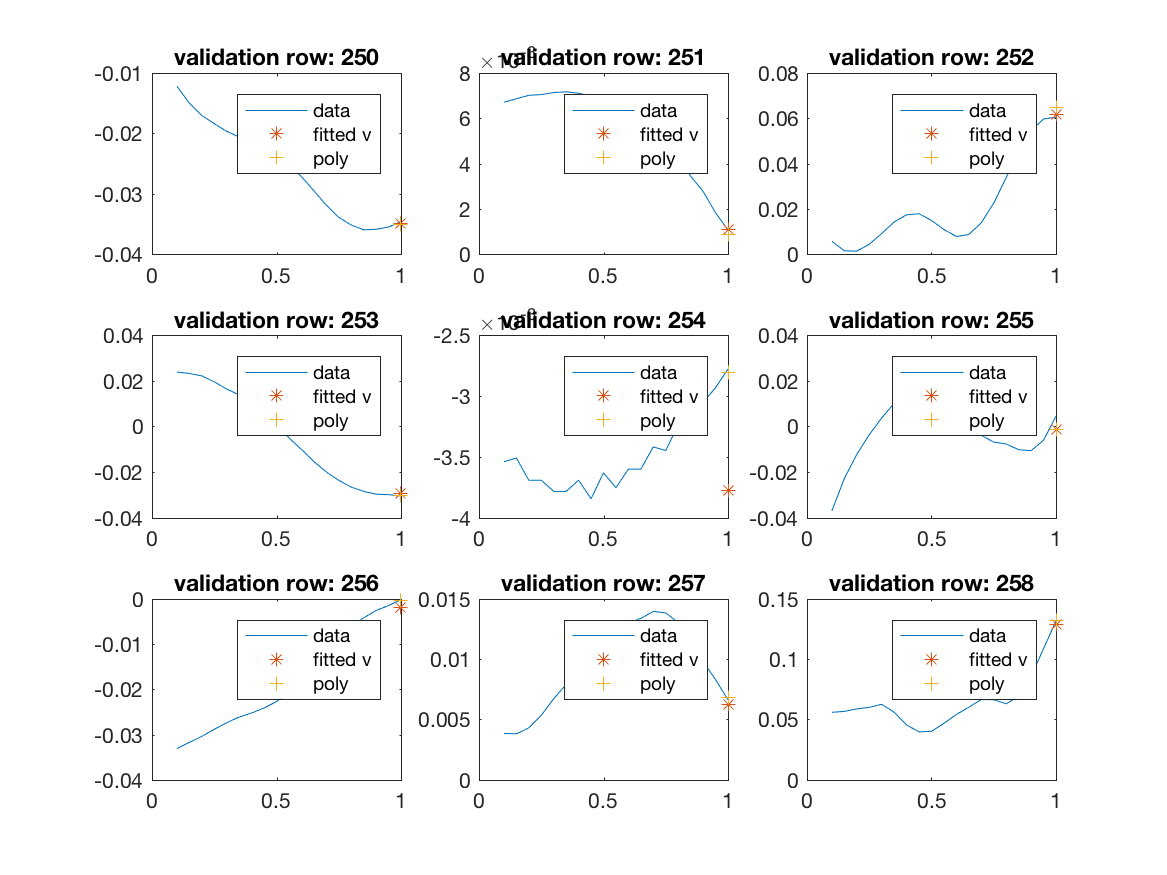 validation row: 250
-0.01
-0.02
-0.03
-0.04
0
0.5
1
data
fitted v
poly
validation row: 251
8
6
4
2
0
0
0.5
1
data
fitted v
poly
validation row: 252
0.08
0.06
0.04
0.02
0
0
0.5
1
data
fitted v
poly
validation row: 253
0.04
0.02
0
-0.02
-0.04
0
0.5
1
data
fitted v
poly
validation row: 254
-2.5
-3
-3.5
-4
0
0.5
1
data
fitted v
poly
validation row: 255
0.04
0.02
0
-0.02
-0.04
0
0.5
1
data
fitted v
poly
validation row: 256
0
-0.01
-0.02
-0.03
-0.04
0
0.5
1
data
fitted v
poly
validation row: 257
0.015
0.01
0.005
0
0
0.5
1
data
fitted v
poly
validation row: 258
0.15
0.1
0.05
0
0
0.5
1
data
fitted v
poly